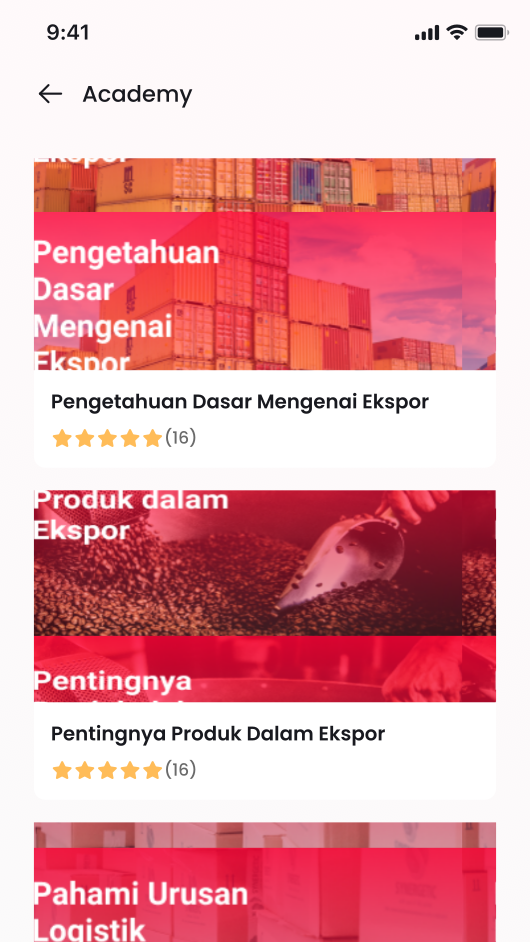 9:41
Academy
Ekspor
Pengetahuan
Dasar
Mengenai
Ekspor
Pengetahuan Dasar Mengenai Ekspor
(16)
Produk dalam
Ekspor
Pentingnya
Pentingnya Produk Dalam Ekspor
(16)
Pahami Urusan
Logistik